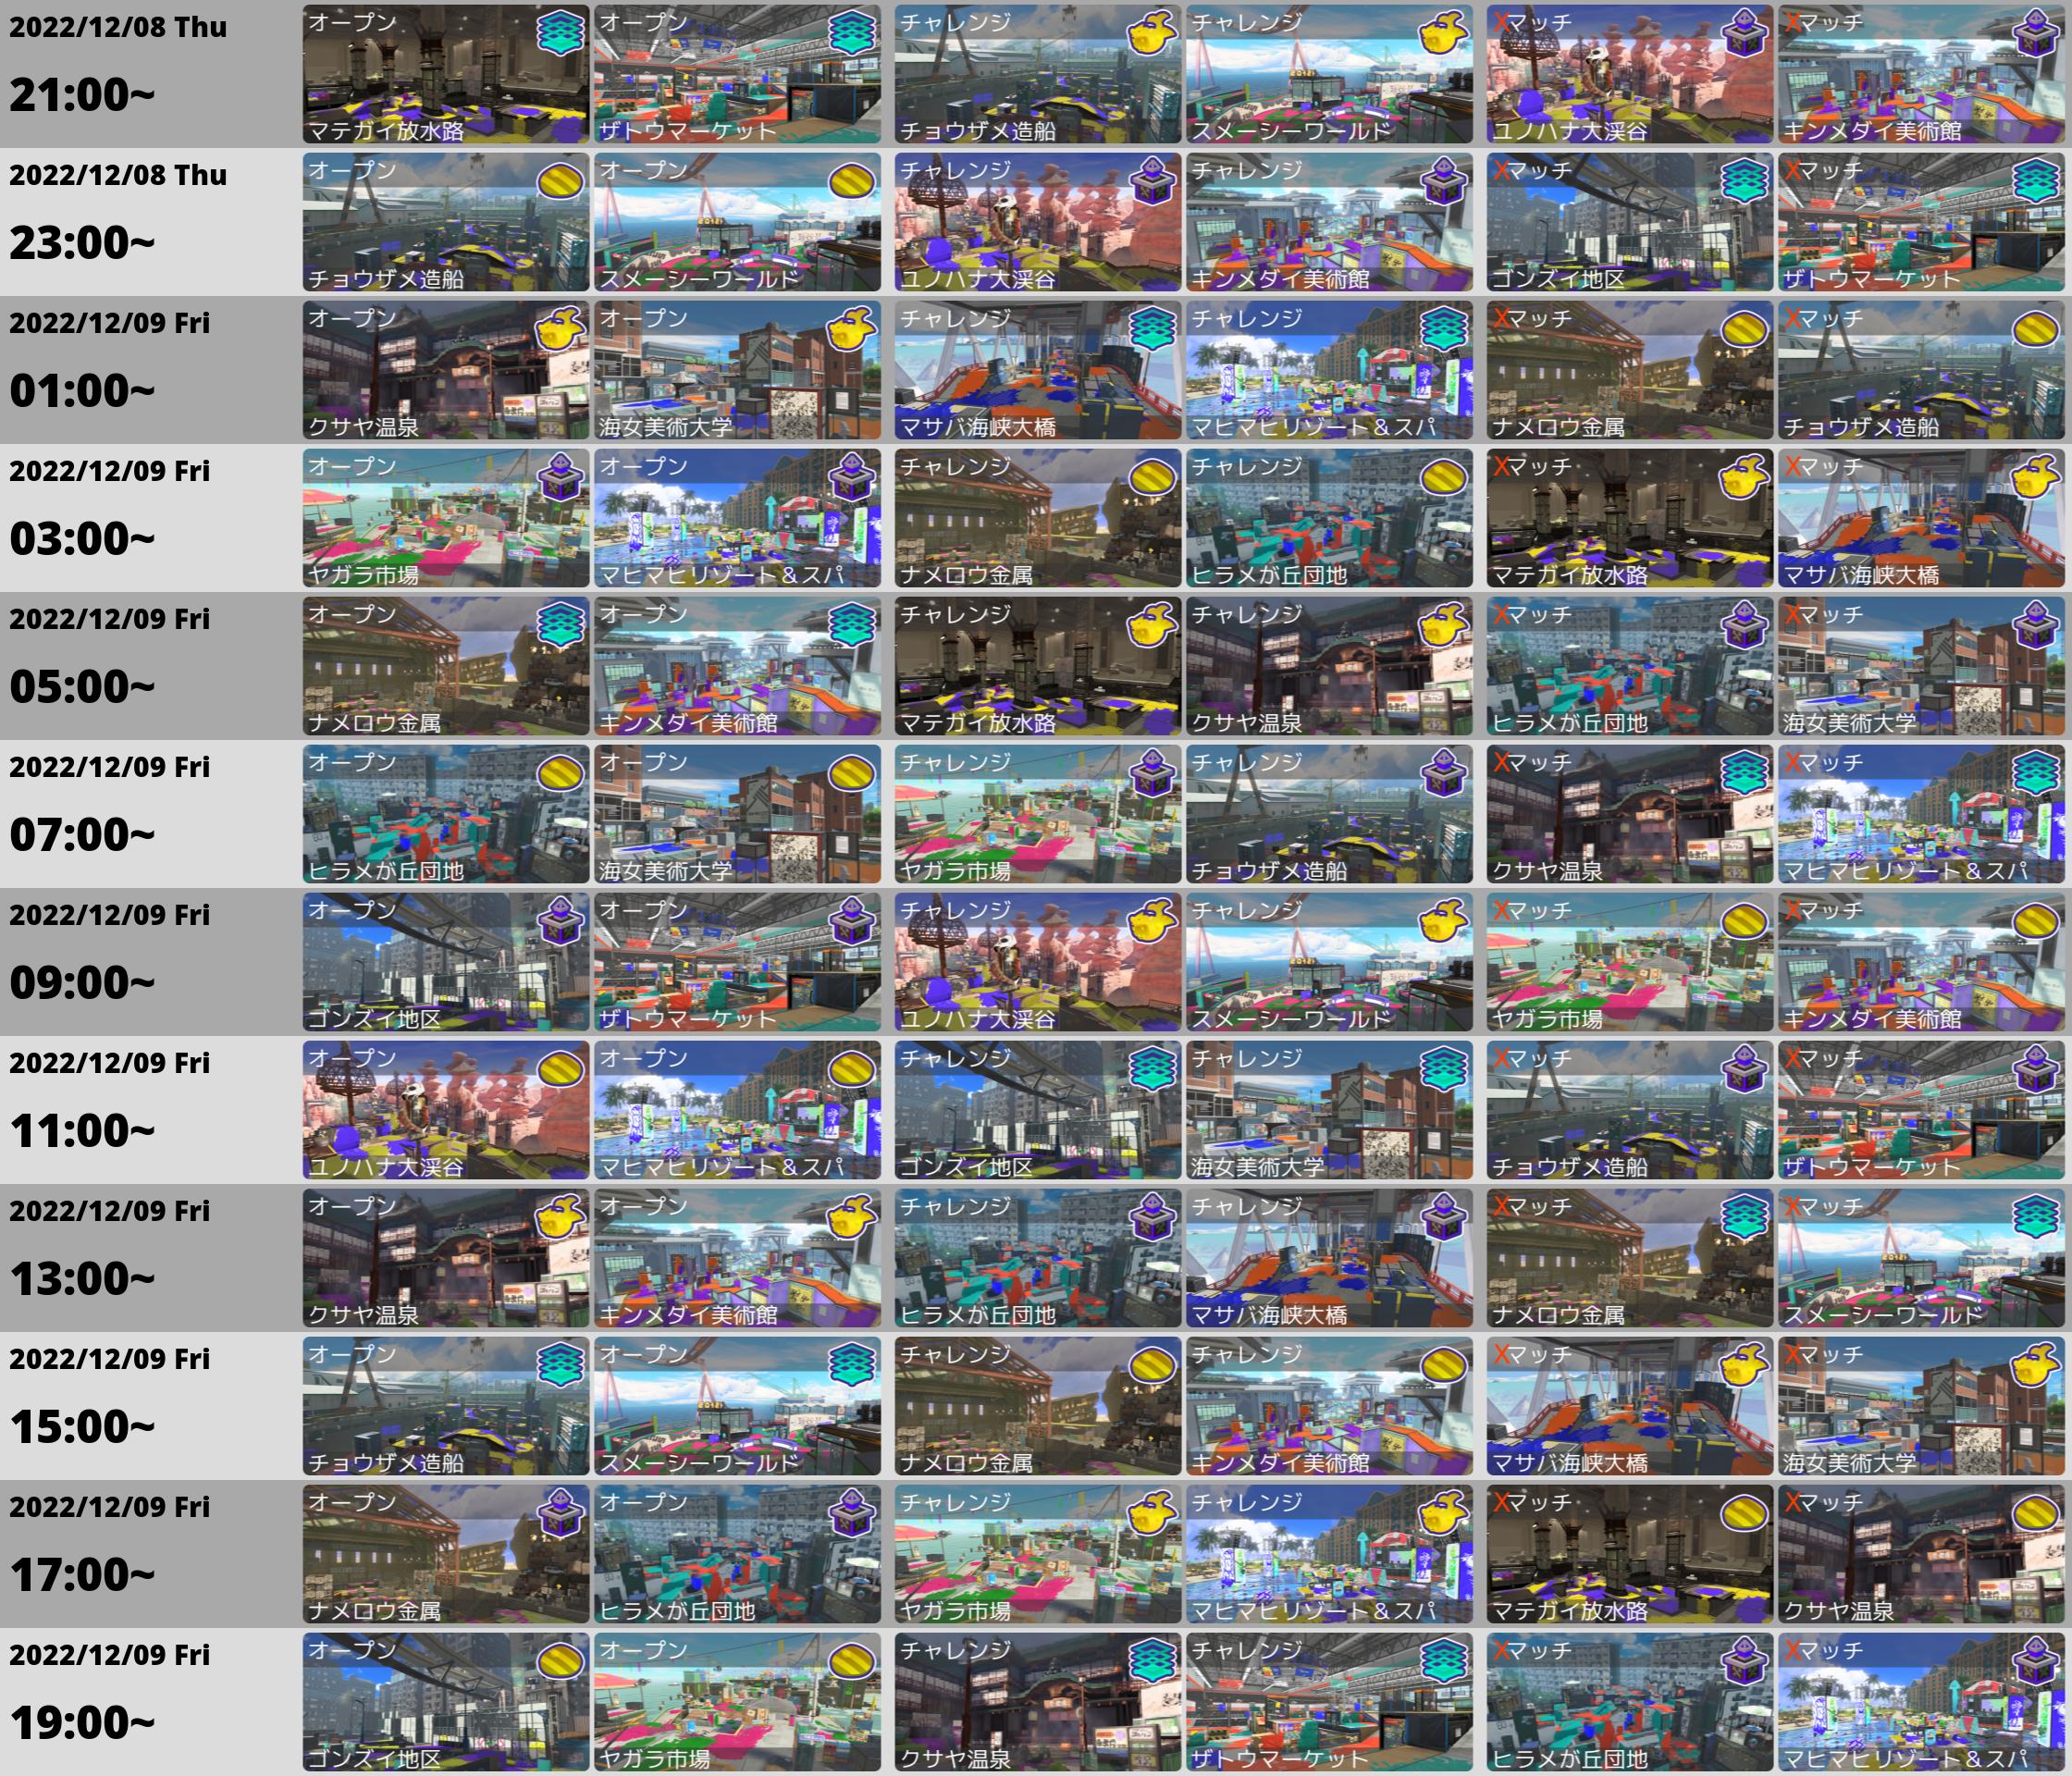 2022/12/08 Thu
21:00~
オープン
マテガイ放水路
オープン
ザトウマーケット
チャレンジ
チョウザメ造船
チャレンジ
スメーシーワールド
Xマッチ
ユノハナ大渓谷
Xマッチ
キンメダイ美術館
2022/12/08 Thu
23:00~
オープン
チョウザメ造船
オープン
スメーシーワールド
チャレンジ
ユノハナ大渓谷
チャレンジ
キンメダイ美術館
Xマッチ
ゴンズイ地区
Xマッチ
ザトウマーケット
2022/12/09 Fri
01:00~
オープン
クサヤ温泉
オープン
海女美術大学
チャレンジ
マサバ海峡大橋
チャレンジ
マヒマヒリゾート&スパ
Xマッチ
ナメロウ金属
Xマッチ
チョウザメ造船
2022/12/09 Fri
03:00~
オープン
ヤガラ市場
オープン
マヒマヒリゾート&スパ
チャレンジ
ナメロウ金属
チャレンジ
ヒラメが丘団地
Xマッチ
マテガイ放水路
Xマッチ
マサバ海峡大橋
2022/12/09 Fri
05:00~
オープン
ナメロウ金属
オープン
キンメダイ美術館
チャレンジ
マテガイ放水路
チャレンジ
クサヤ温泉
Xマッチ
ヒラメが丘団地
Xマッチ
海女美術大学
2022/12/09 Fri
07:00~
オープン
ヒラメが丘団地
オープン
海女美術大学
チャレンジ
ヤガラ市場
チャレンジ
チョウザメ造船
Xマッチ
クサヤ温泉
Xマッチ
マヒマヒリゾート&スパ
2022/12/09 Fri
09:00~
オープン
ゴンズイ地区
オープン
ザトウマーケット
チャレンジ
ユノハナ大渓谷
チャレンジ
スメーシーワールド
Xマッチ
ヤガラ市場
Xマッチ
キンメダイ美術館
2022/12/09 Fri
11:00~
オープン
ユノハナ大渓谷
オープン
マヒマヒリゾート&スパ
チャレンジ
ゴンズイ地区
チャレンジ
海女美術大学
Xマッチ
チョウザメ造船
Xマッチ
ザトウマーケット
2022/12/09 Fri
13:00~
オープン
クサヤ温泉
オープン
キンメダイ美術館
チャレンジ
ヒラメが丘団地
チャレンジ
マサバ海峡大橋
Xマッチ
ナメロウ金属
Xマッチ
スメーシーワールド
2022/12/09 Fri
15:00~
オープン
チョウザメ造船
オープン
スメーシーワールド
チャレンジ
ナメロウ金属
チャレンジ
キンメダイ美術館
Xマッチ
マサバ海峡大橋
Xマッチ
海女美術大学
2022/12/09 Fri
17:00~
オープン
ナメロウ金属
オープン
ヒラメが丘団地
チャレンジ
ヤガラ市場
チャレンジ
マヒマヒリゾート&スパ
Xマッチ
マテガイ放水路
Xマッチ
クサヤ温泉
2022/12/09 Fri
19:00~
オープン
ゴンズイ地区
オープン
ヤガラ市場
チャレンジ
クサヤ温泉
チャレンジ
ザトウマーケット
Xマッチ
ヒラメが丘団地
Xマッチ
マヒマヒリゾート&スパ